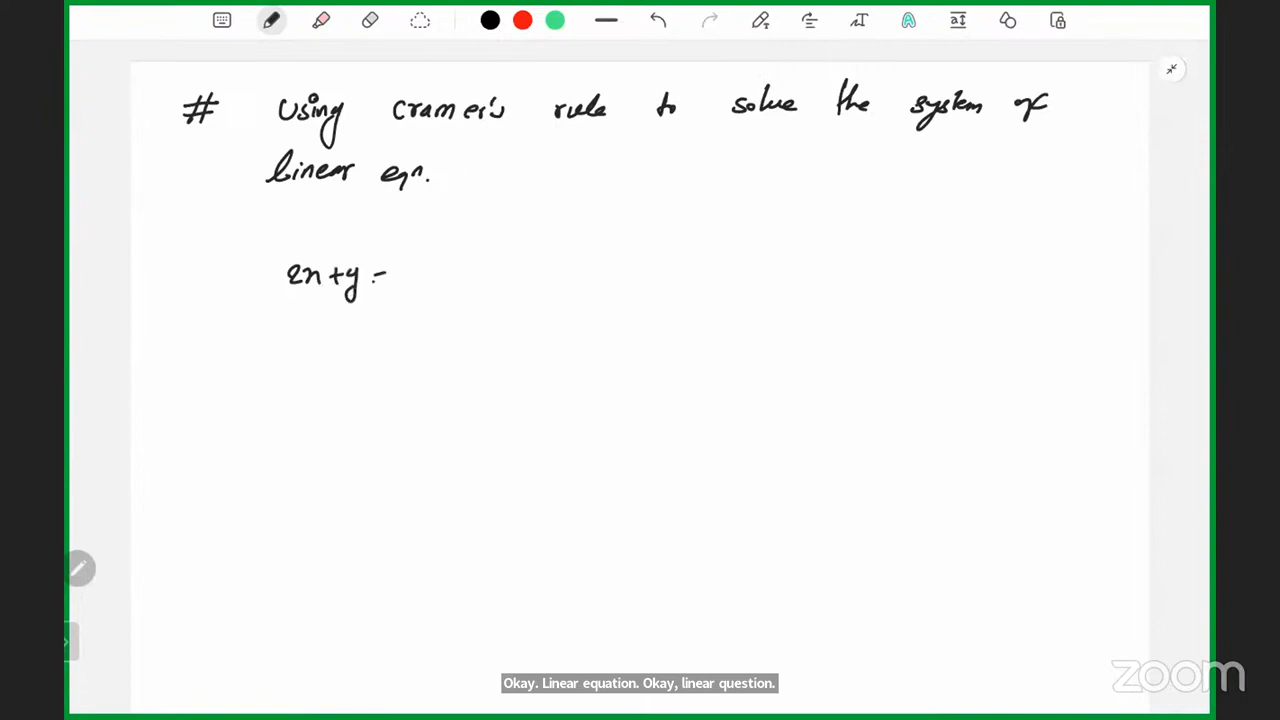 # Using cramer's rule to solve the system of
linear eqn.
2x+y =
Okay. Linear equation. Okay, linear question.
zoom